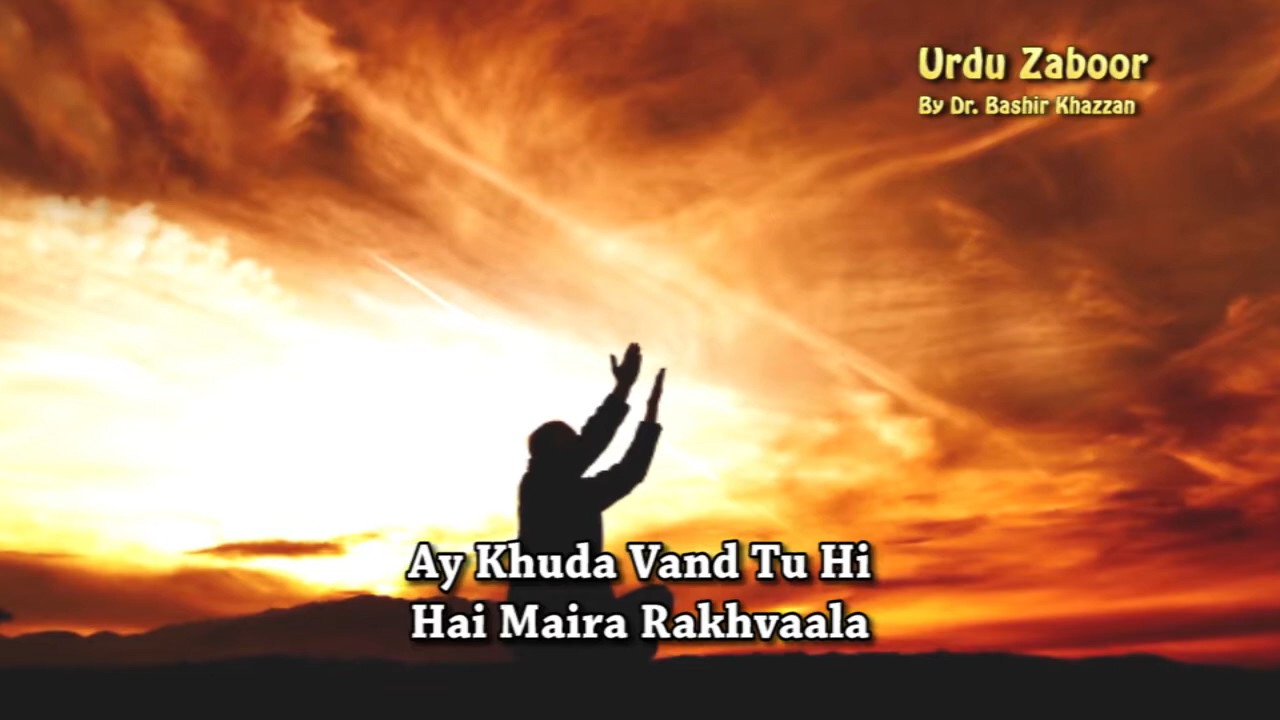 Urdu Zaboor
By Dr. Bashir Khazzan
Ay Khuda Vand Tu Hi
Hai Maira Rakhvaala